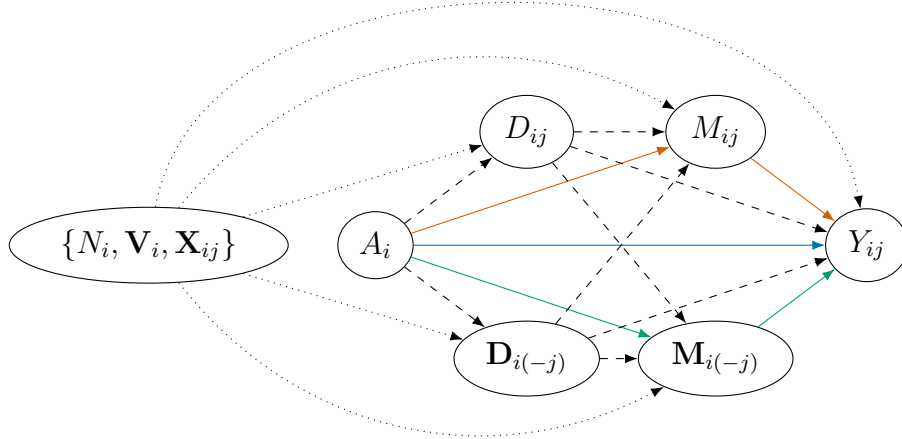 D_{ij} M_{ij}
{N_i, V_i, X_{ij}} A_i Y_{ij}
D_{i(-j)} M_{i(-j)}